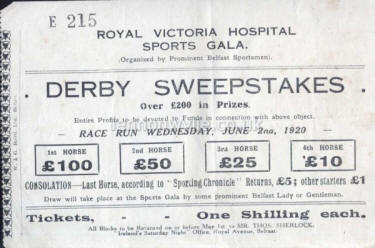 E 215
ROYAL VICTORIA HOSPITAL
SPORTS GALA.
(Organised by Prominent Belfast Sportsmen).
DERBY SWEEPSTAKES.
Over £200 in Prizes.
Entire Profits to be devoted to Funds in connection with above object.
— RACE RUN WEDNESDAY, JUNE 2nd, 1920 —
1st HORSE £100
2nd HORSE £50
3rd HORSE £25
4th HORSE £10
CONSOLATION—Last Horse, according to "Sporting Chronicle" Returns, £5; other starters £1
Draw will take place at the Sports Gala by some prominent Belfast Lady or Gentleman.
Tickets, - - One Shilling each.
All Blocks to be Returned on or before May 1st to MR. THOS. SHERLOCK,
"Ireland's Saturday Night" Office, Royal Avenue, Belfast.